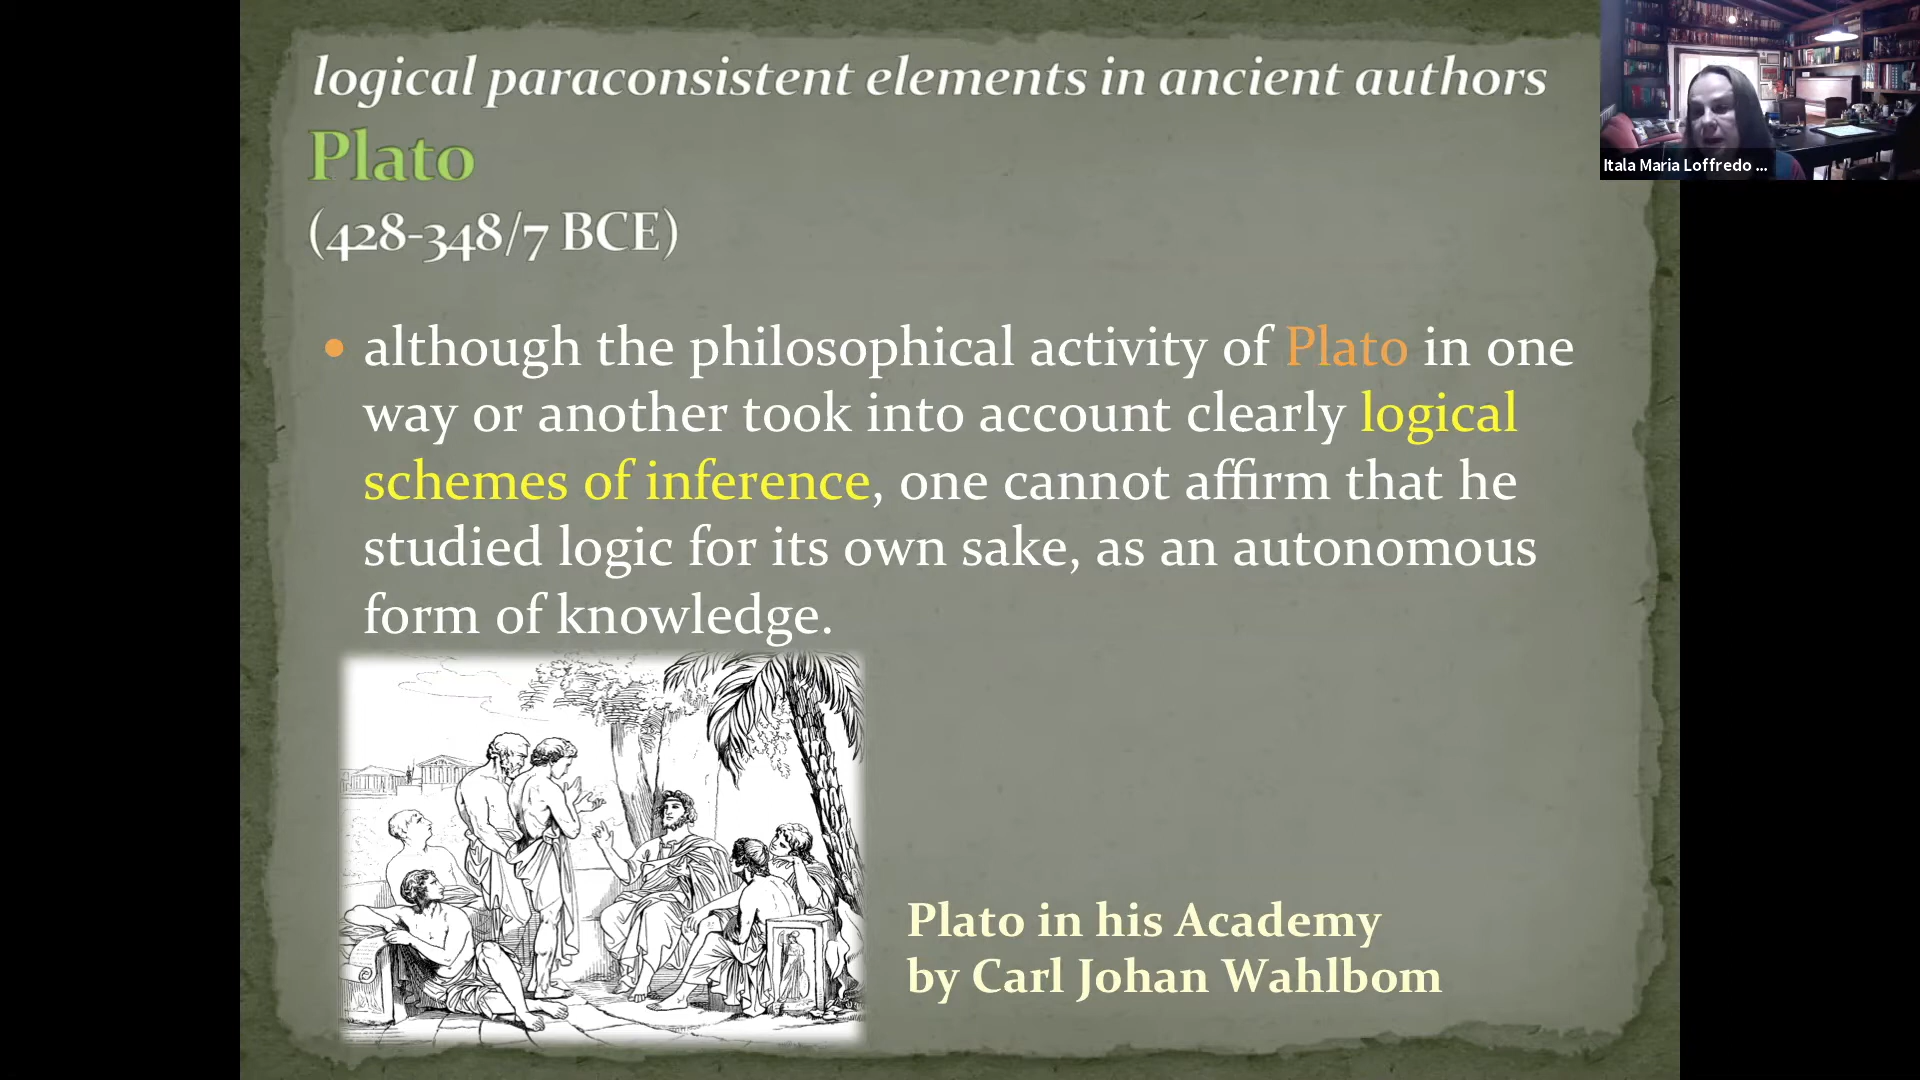 logical paraconsistent elements in ancient authors
Plato
(428-348/7 BCE)
Itala Maria Loffredo ...
• although the philosophical activity of Plato in one
way or another took into account clearly logical
schemes of inference, one cannot affirm that he
studied logic for its own sake, as an autonomous
form of knowledge.
Plato in his Academy
by Carl Johan Wahlbom